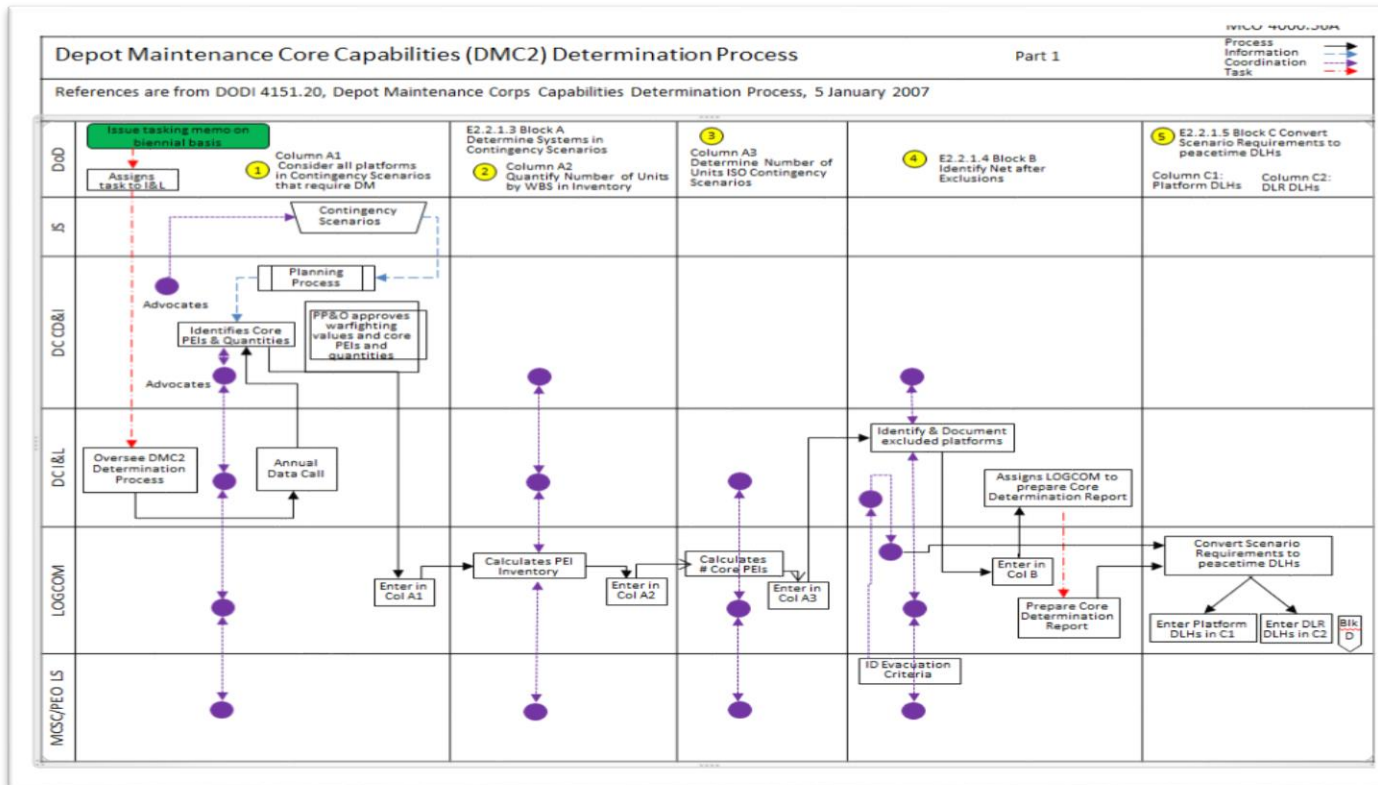 MCO 4000.56A
Depot Maintenance Core Capabilities (DMC2) Determination Process
Part 1
Process
Information
Coordination
Task
References are from DODI 4151.20, Depot Maintenance Corps Capabilities Determination Process, 5 January 2007
DoD
Issue tasking memo on
biennial basis
Assigns
task to I&L
1
Column A1
Consider all platforms
in Contingency Scenarios
that require DM
E2.2.1.3 Block A
Determine Systems in
Contingency Scenarios
2
Column A2
Quantify Number of Units
by WBS in Inventory
3
Column A3
Determine Number of
Units ISO Contingency
Scenarios
4
E2.2.1.4 Block B
Identify Net after
Exclusions
5
E2.2.1.5 Block C Convert
Scenario Requirements to
peacetime DLHs
Column C1:
Platform DLHs
Column C2:
DLR DLHs
JS
Contingency
Scenarios
DC CD&I
Planning
Process
Advocates
Identifies Core
PEIs & Quantities
PP&O approves
warfighting
values and core
PEIs and
quantities
Advocates
DC I&L
Oversee DMC2
Determination
Process
Annual
Data Call
Identify & Document
excluded platforms
Assigns LOGCOM to
prepare Core
Determination Report
LOGCOM
Enter in
Col A1
Calculates PEI
Inventory
Enter in
Col A2
Calculates
# Core PEIs
Enter in
Col A3
Enter in
Col B
Prepare Core
Determination
Report
Convert Scenario
Requirements to
peacetime DLHs
Enter Platform
DLHs in C1
Enter DLR
DLHs in C2
Blk
D
MCSC/PEO LS
ID Evacuation
Criteria